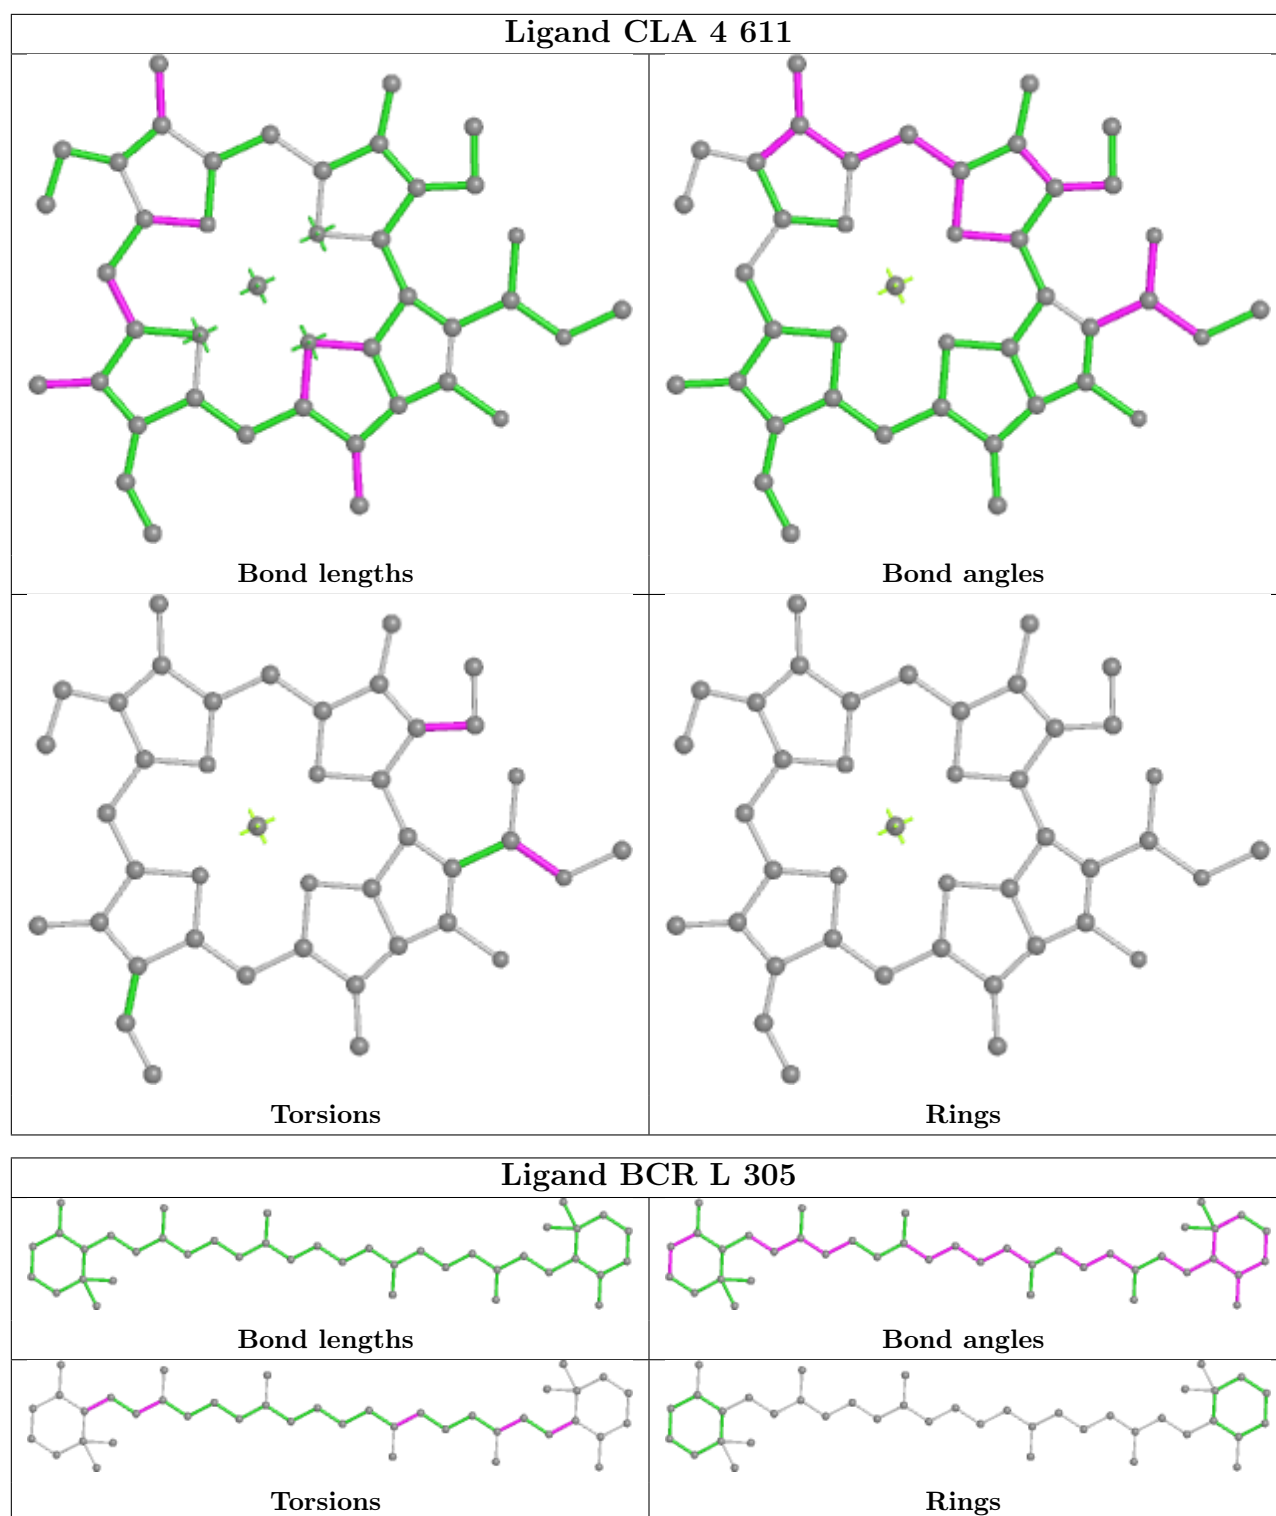 Ligand CLA 4 611
Bond lengths
Bond angles
Torsions
Rings
Ligand BCR L 305
Bond lengths
Bond angles
Torsions
Rings